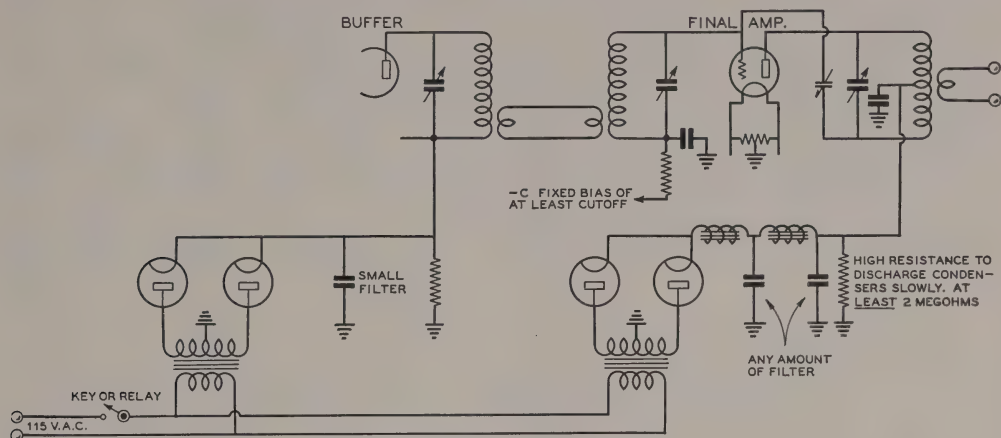 BUFFER
FINAL AMP.
-C FIXED BIAS OF
AT LEAST CUTOFF
SMALL
FILTER
HIGH RESISTANCE TO
DISCHARGE CONDEN-
SERS SLOWLY. AT
LEAST 2 MEGOHMS
ANY AMOUNT
OF FILTER
KEY OR RELAY
115 V.A.C.